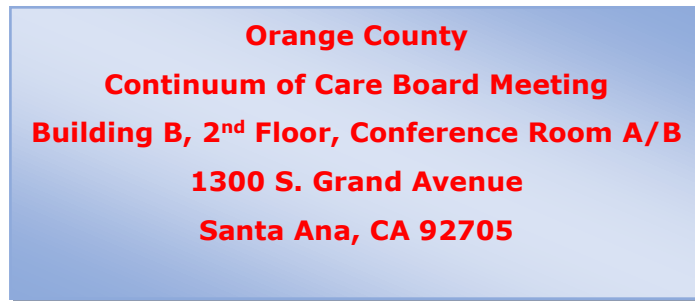 Orange County
Continuum of Care Board Meeting
Building B, 2nd Floor, Conference Room A/B
1300 S. Grand Avenue
Santa Ana, CA 92705